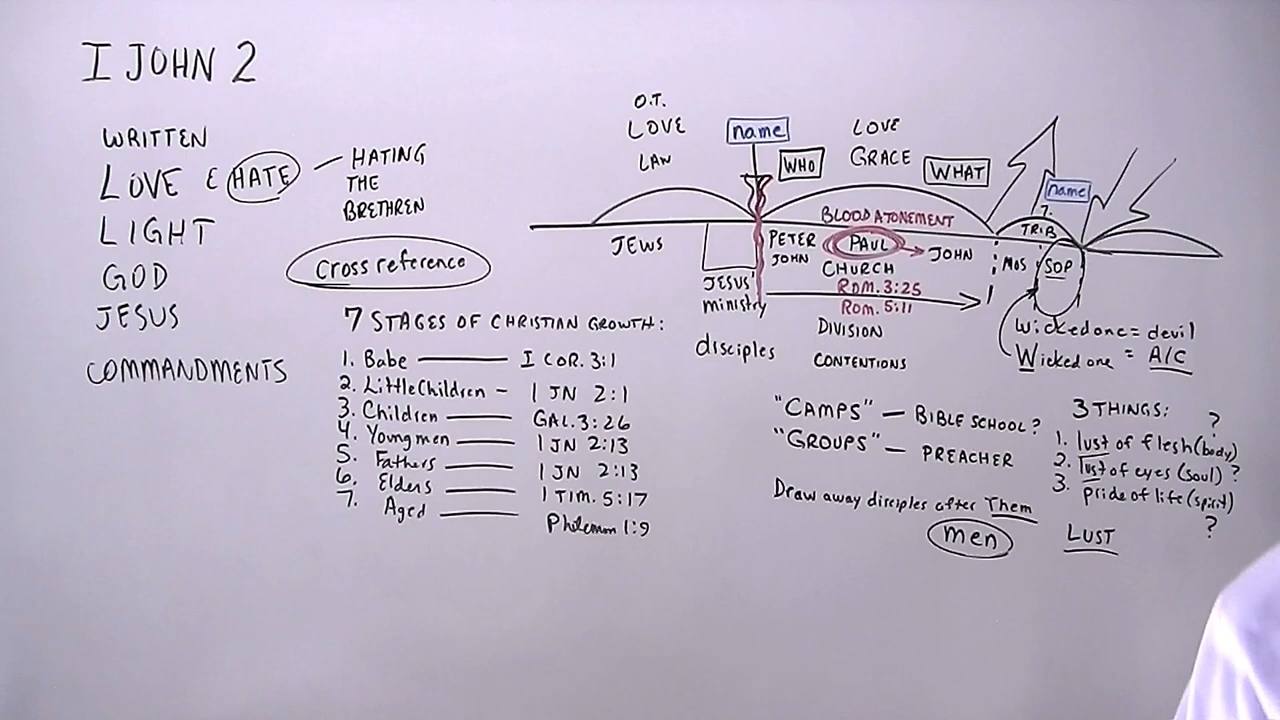 I JOHN 2
WRITTEN
LOVE & HATE
HATING
THE
BRETHREN
LIGHT
GOD
JESUS
COMMANDMENTS
Cross reference
7 STAGES OF CHRISTIAN GROWTH:
1. Babe I COR. 3:1
2. Little Children - 1 JN 2:1
3. Children GAL. 3:26
4. Young men 1 JN 2:13
5. Fathers 1 JN 2:13
6. Elders 1 TIM. 5:17
7. Aged Philemon 1:9
O.T.
LOVE
LAW
name
WHO
LOVE
GRACE
WHAT
name
BLOOD ATONEMENT
7.
TRIB
JEWS
JESUS'
ministry
disciples
PETER
JOHN
PAUL
JOHN
CHURCH
ROM. 3:25
ROM. 5:11
DIVISION
CONTENTIONS
MOS
SOP
Wicked one = devil
Wicked one = A/C
"CAMPS" - BIBLE SCHOOL?
"GROUPS" - PREACHER
Draw away disciples after Them
men
3 THINGS: ?
1. lust of flesh (body)
2. lust of eyes (soul) ?
3. pride of life (spirit)
?
LUST